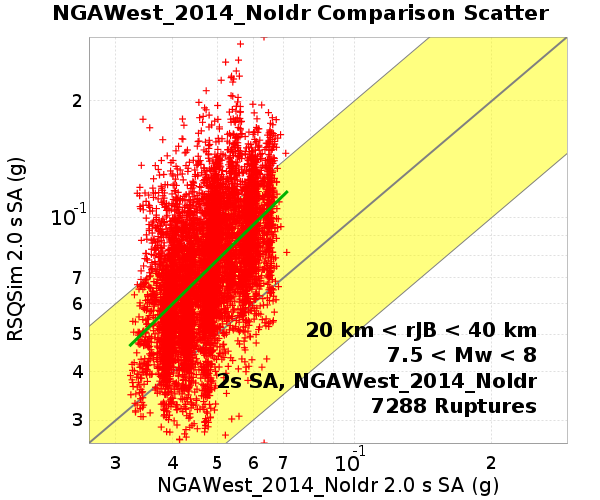 NGAWest_2014_NoIdr Comparison Scatter
RSQSim 2.0 s SA (g)
2
10-1
7
6
5
4
3
20 km < rJB < 40 km
7.5 < Mw < 8
2s SA, NGAWest_2014_NoIdr
7288 Ruptures
3 4 5 6 7 10-1 2
NGAWest_2014_NoIdr 2.0 s SA (g)